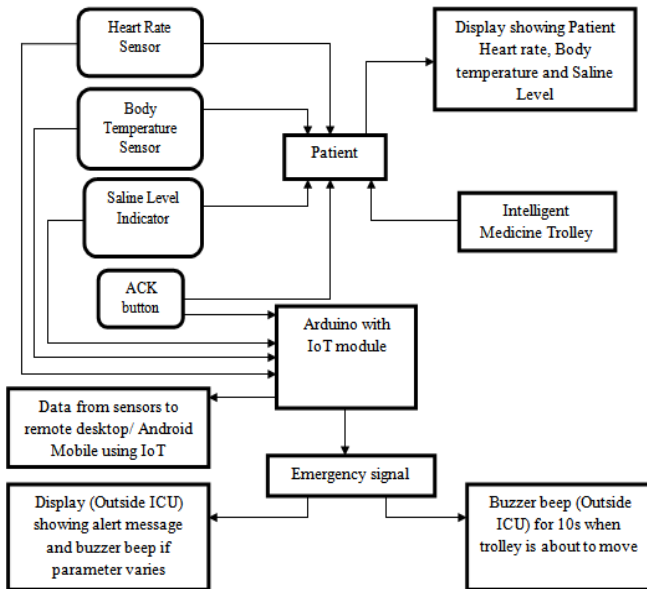 Heart Rate
Sensor
Display showing Patient
Heart rate, Body
temperature and Saline
Level
Body
Temperature
Sensor
Patient
Saline Level
Indicator
Intelligent
Medicine Trolley
ACK
button
Arduino with
IoT module
Data from sensors to
remote desktop/ Android
Mobile using IoT
Emergency signal
Display (Outside ICU)
showing alert message
and buzzer beep if
parameter varies
Buzzer beep (Outside
ICU) for 10s when
trolley is about to move